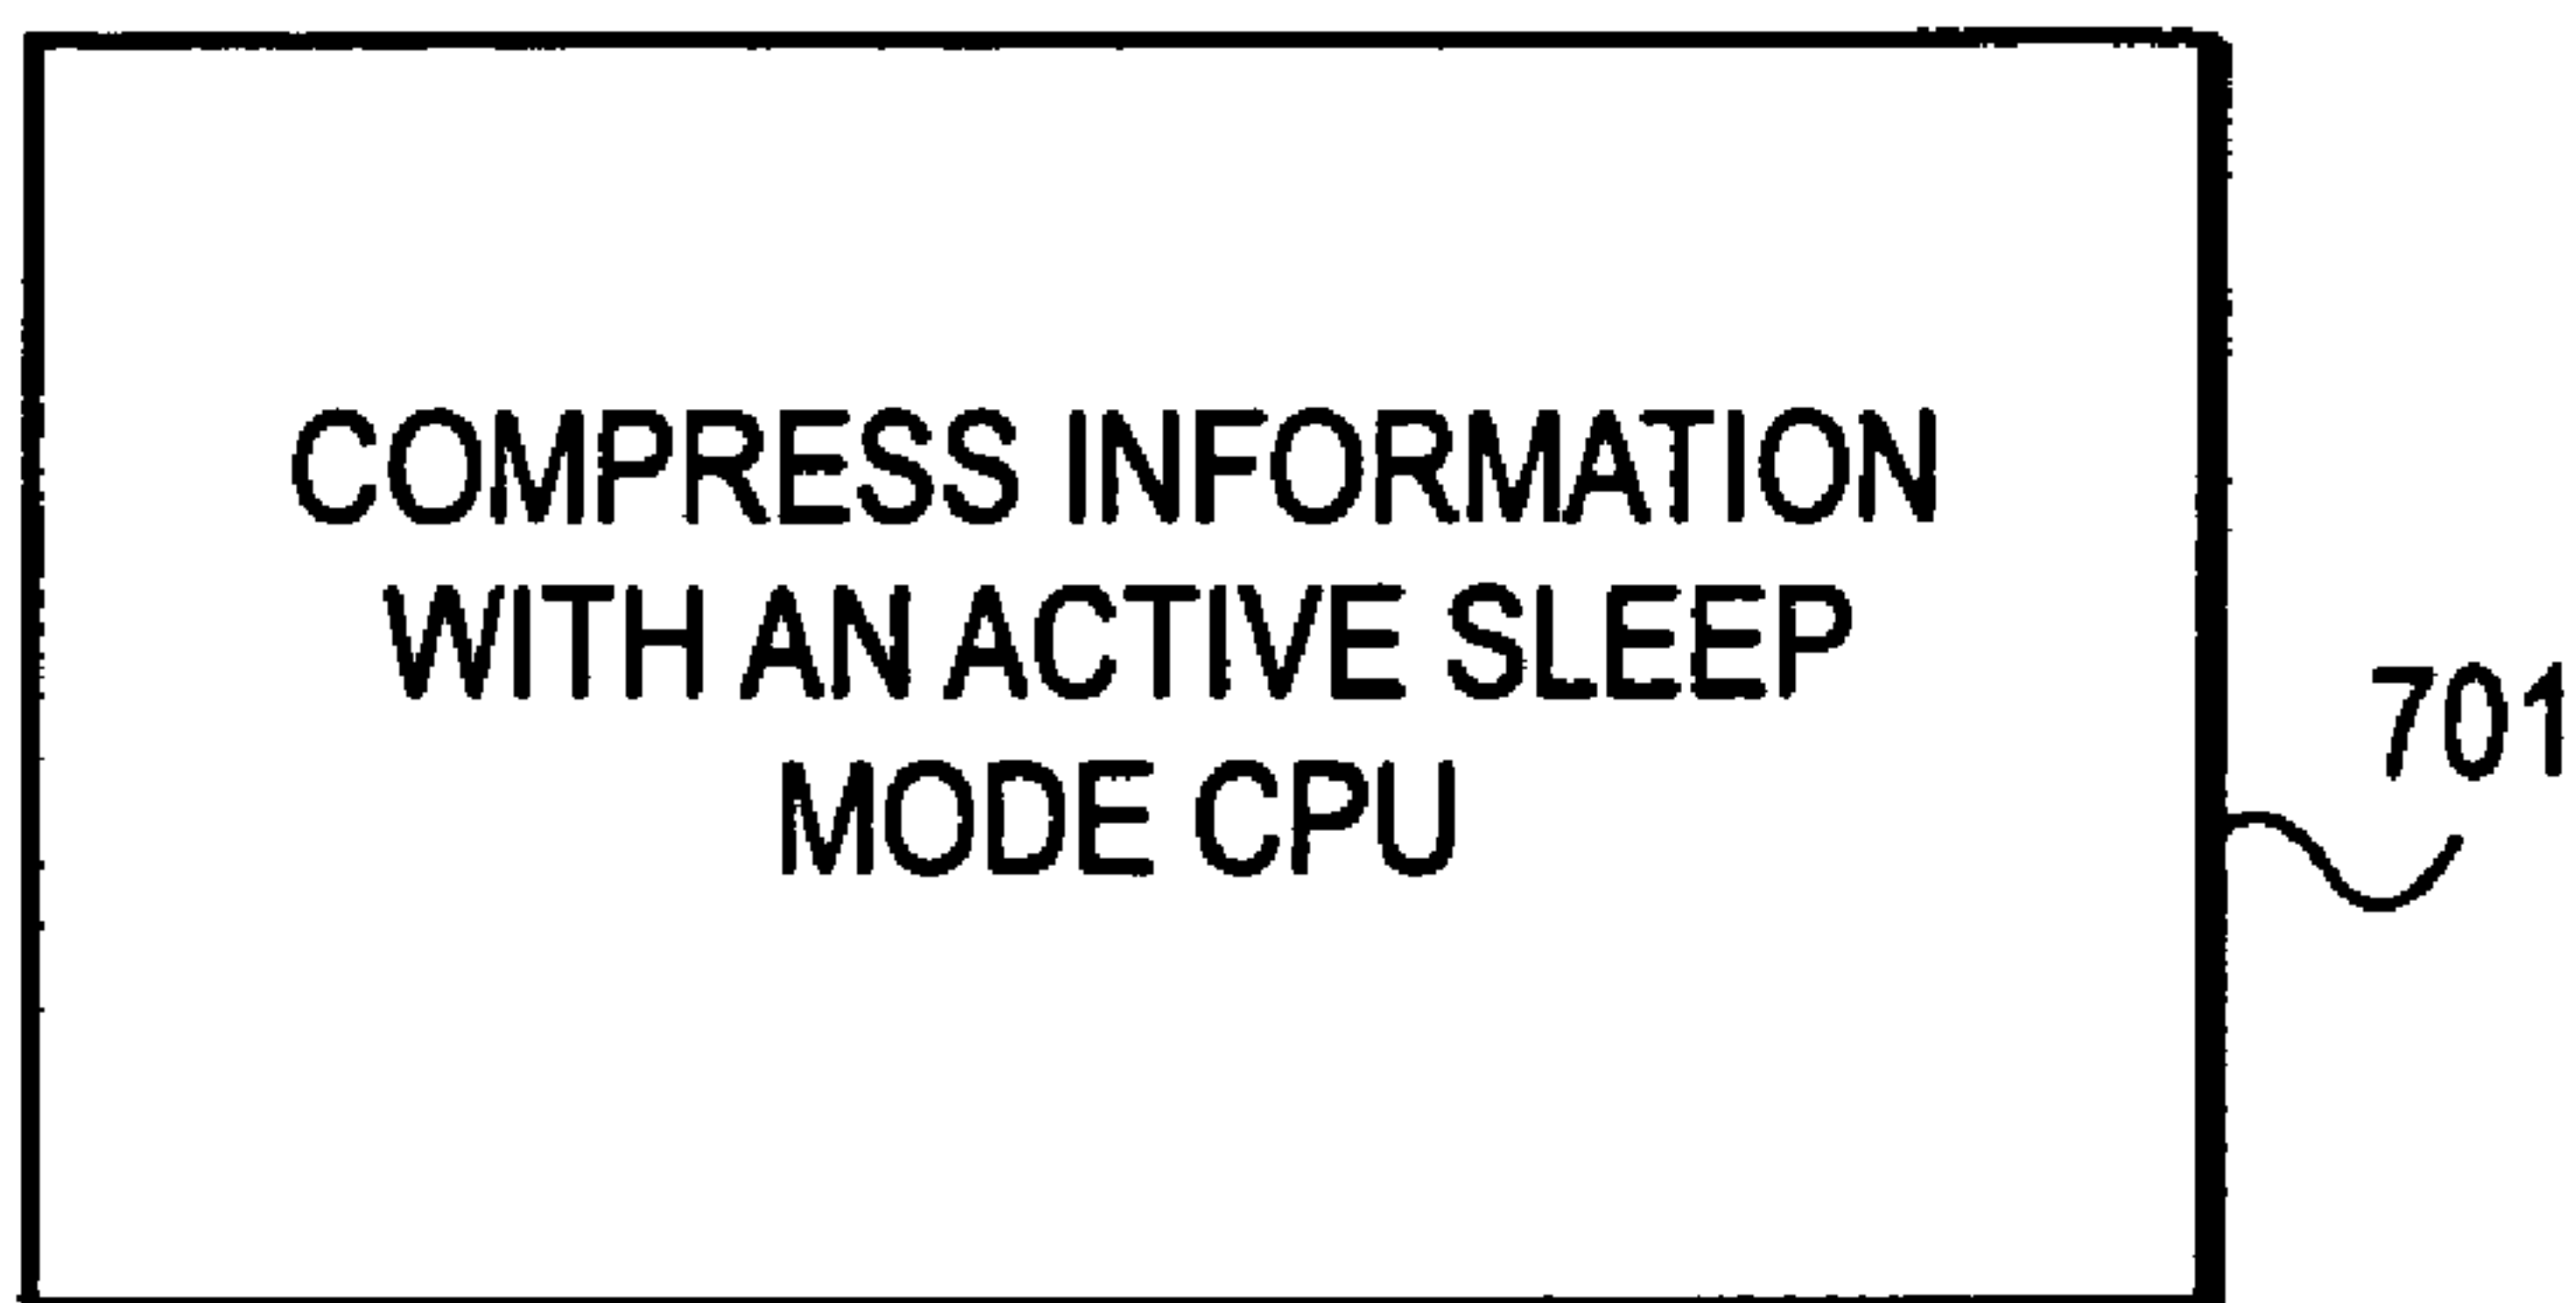 COMPRESS INFORMATION
WITH AN ACTIVE SLEEP
MODE CPU
701